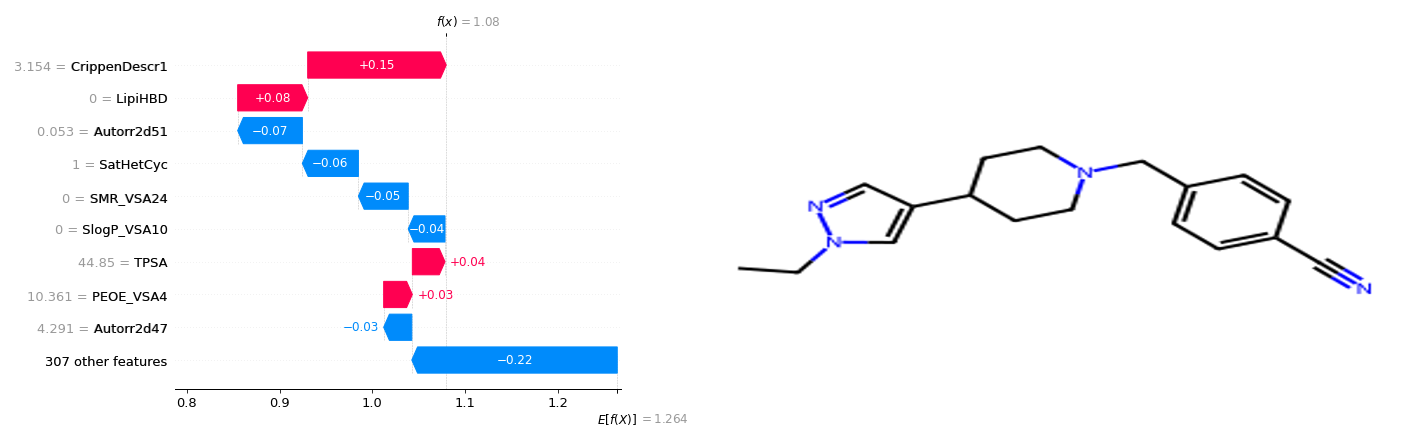 f(x) = 1.08
3.154 = CrippenDescr1
+0.15
0 = LipiHBD
+0.08
0.053 = Autorr2d51
−0.07
1 = SatHetCyc
−0.06
0 = SMR_VSA24
−0.05
0 = SlogP_VSA10
−0.04
44.85 = TPSA
+0.04
10.361 = PEOE_VSA4
+0.03
4.291 = Autorr2d47
−0.03
307 other features
−0.22
0.8 0.9 1.0 1.1 1.2
E[f(X)] = 1.264
N
N
N
N